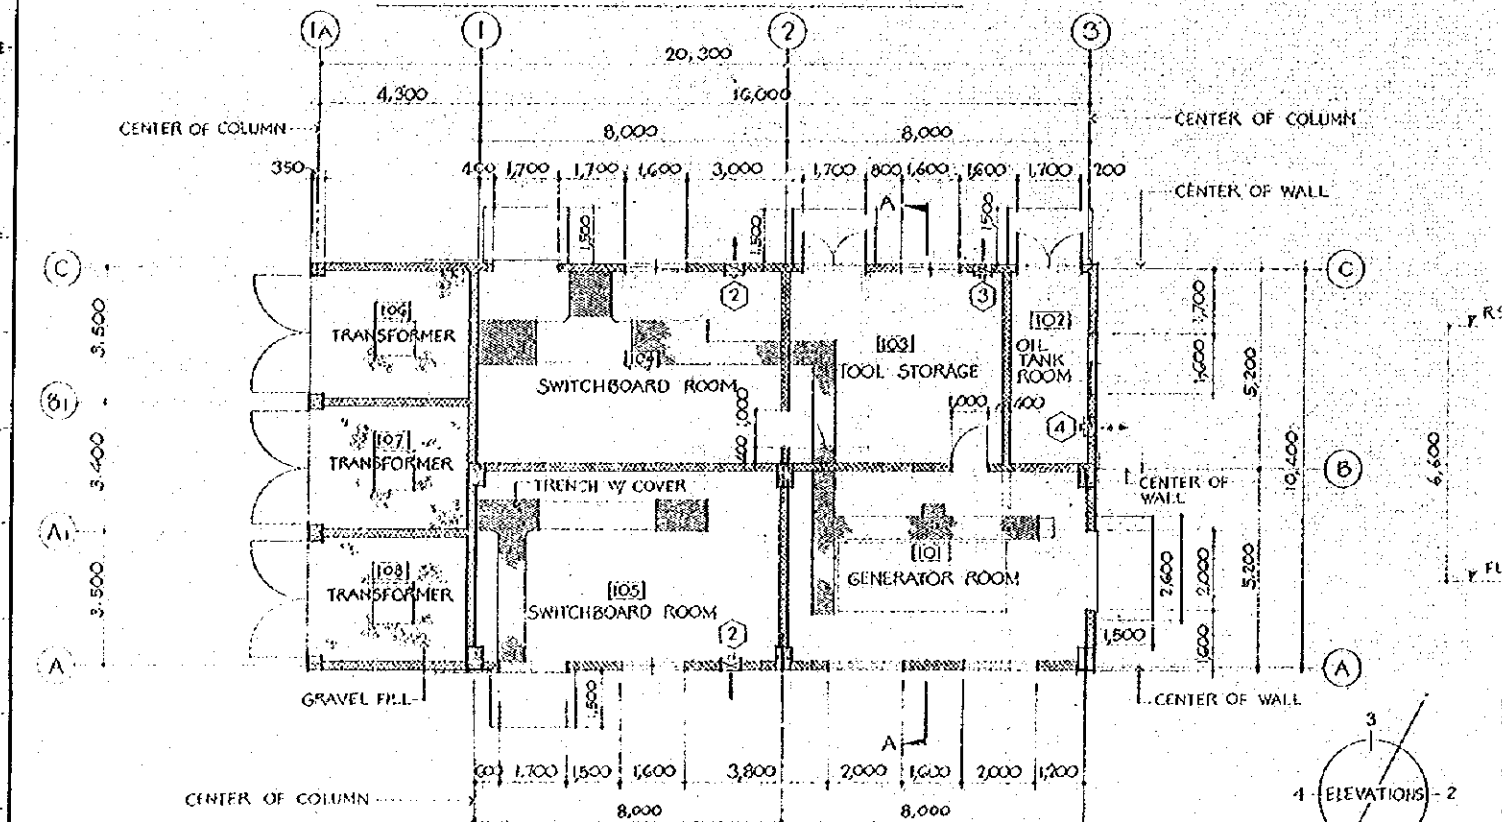 1A 1 2 3
20,300
4,300 16,000
CENTER OF COLUMN 8,000 8,000 CENTER OF COLUMN
350 400 1,700 1,700 1,600 3,000 1,700 800 1,600 1,600 1,700 200
CENTER OF WALL
1,500 1,500 A 1,500
C C
2 3
3,500 1,700
[106]
TRANSFORMER
[104]
SWITCHBOARD ROOM
[103]
TOOL STORAGE
[102]
OIL
TANK
ROOM
1,600 5,200
B1
1,000 1,000 400
4
10,400 6,600
3,400
[107]
TRANSFORMER
B
TRENCH W/ COVER
CENTER OF
WALL
A1
[101]
GENERATOR ROOM
2,600 2,000 5,200
3,500
[108]
TRANSFORMER
[105]
SWITCHBOARD ROOM
2
1,500 1,600
A A
GRAVEL FILL
1,500
CENTER OF WALL
A
3
600 1,700 1,500 1,600 3,800 2,000 1,600 2,000 1,200
CENTER OF COLUMN
8,000 8,000
4 ELEVATIONS 2